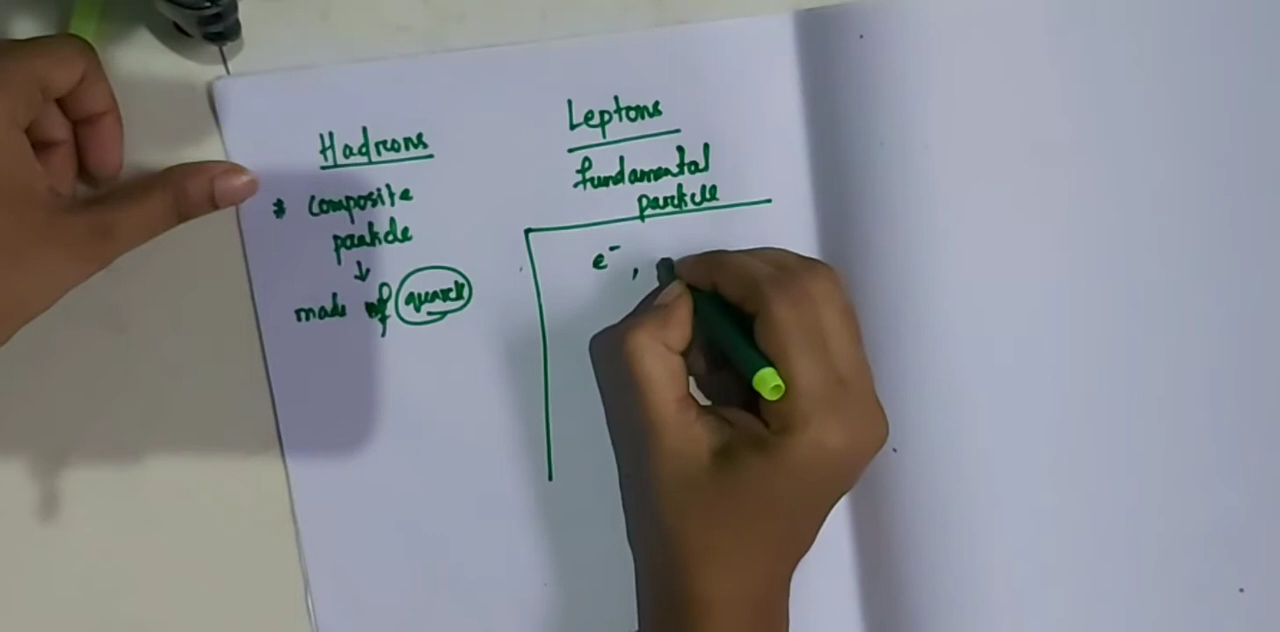 Hadrons
* composite
particle
↓
made of quark
Leptons
fundamental
particle
e⁻ ,